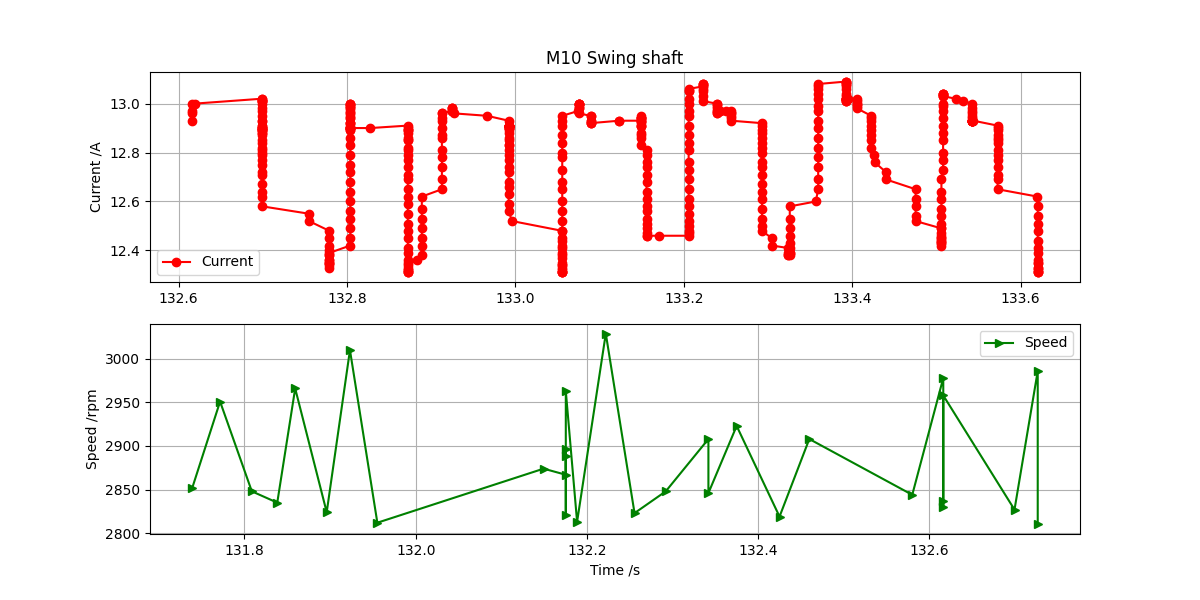 M10 Swing shaft
Current /A
13.0
12.8
12.6
12.4
Current
132.6 132.8 133.0 133.2 133.4 133.6
Speed /rpm
3000
2950
2900
2850
2800
Speed
131.8 132.0 132.2 132.4 132.6
Time /s